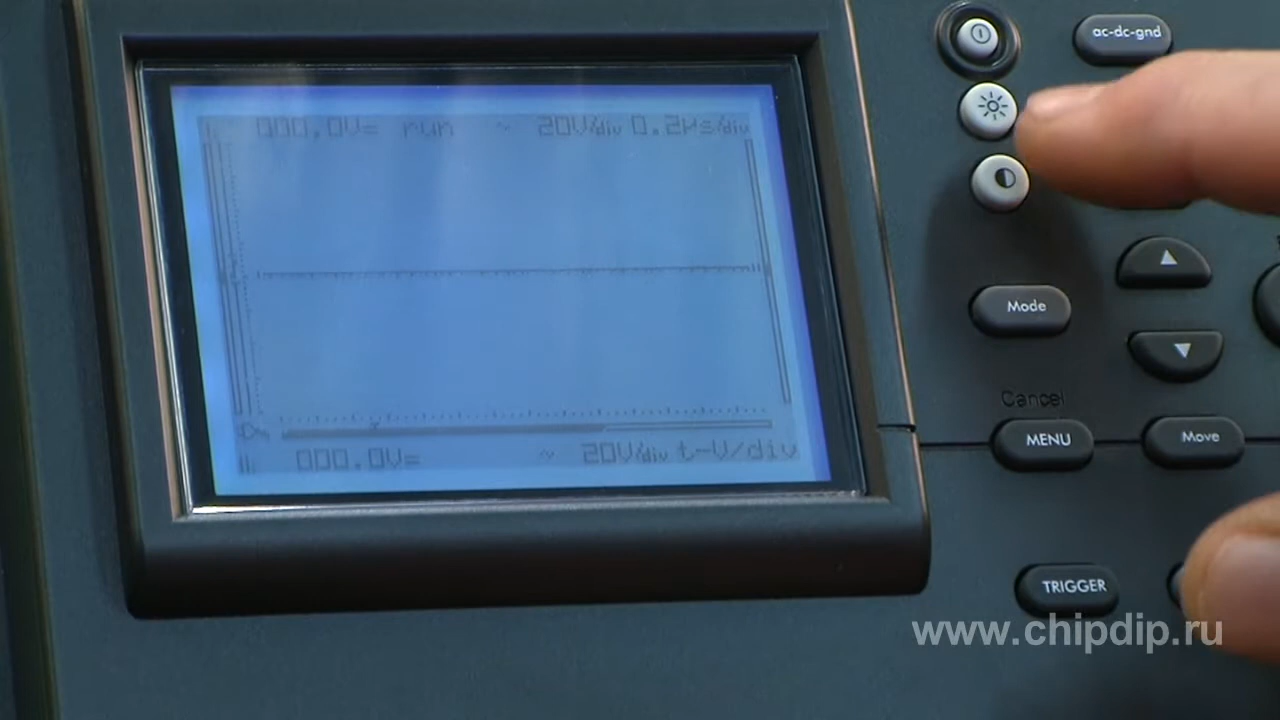 ac-dc-gnd
000,0V= run ~ 20V/div 0.2µs/div
Mode
Cancel
MENU
Move
000.0V= ~ 20V/div t-V/div
TRIGGER
www.chipdip.ru